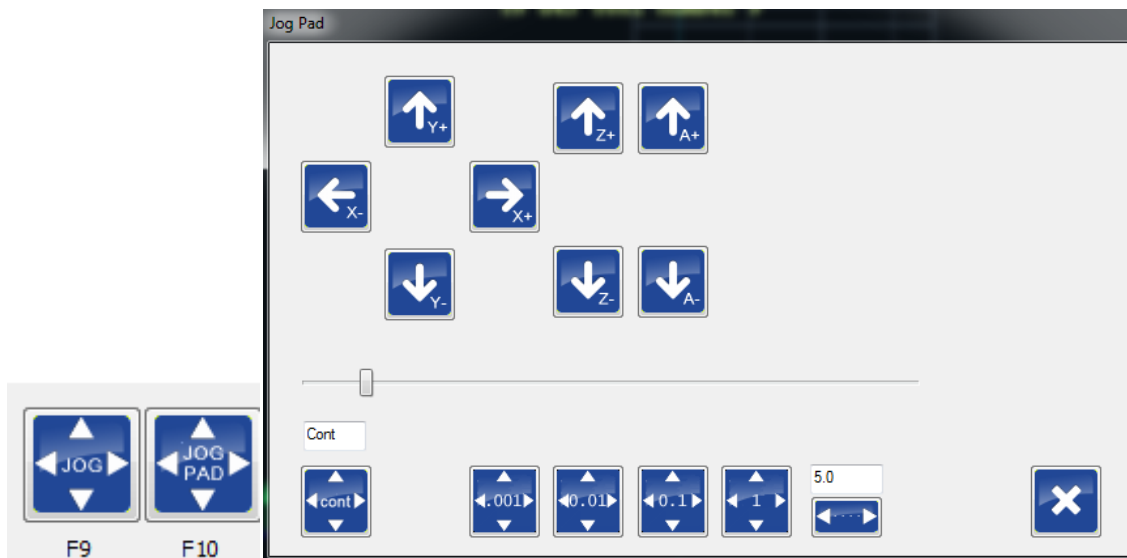 Jog Pad
Y+
Z+
A+
X-
X+
Y-
Z-
A-
Cont
cont
.001
0.01
0.1
1
5.0
JOG
JOG
PAD
F9
F10